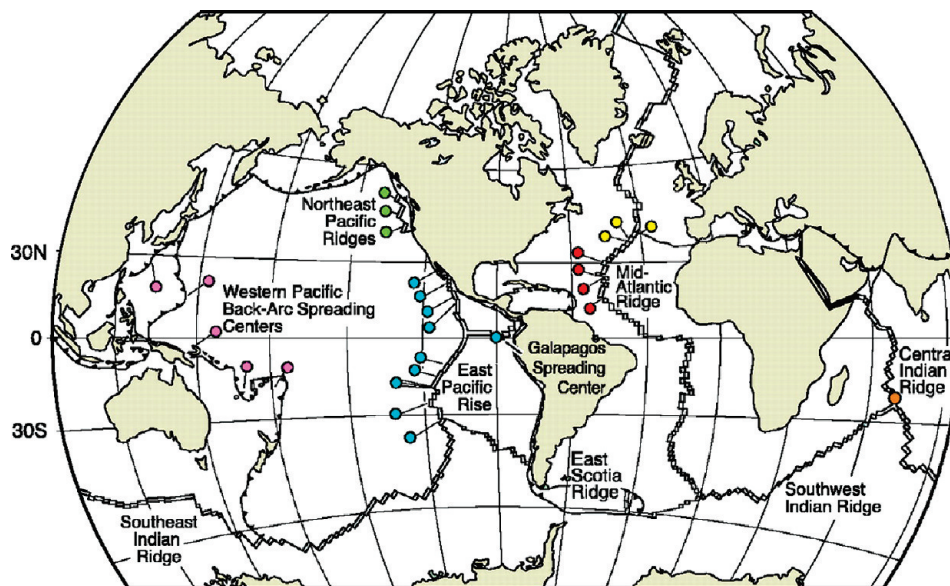 Northeast
Pacific
Ridges
30N
Mid-
Atlantic
Ridge
Western Pacific
Back-Arc Spreading
Centers
0
Galapagos
Spreading
Center
East
Pacific
Rise
Central
Indian
Ridge
30S
East
Scotia
Ridge
Southwest
Indian Ridge
Southeast
Indian
Ridge